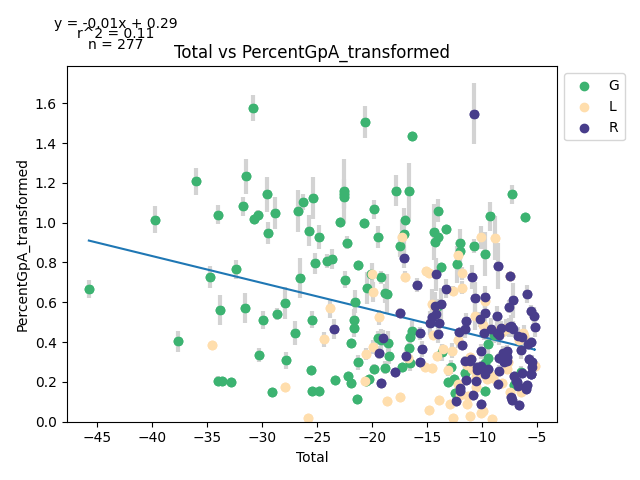 y = -0.01x + 0.29
r^2 = 0.11
n = 277
Total vs PercentGpA_transformed
G
L
R
PercentGpA_transformed
1.6
1.4
1.2
1.0
0.8
0.6
0.4
0.2
0.0
−45 −40 −35 −30 −25 −20 −15 −10 −5
Total